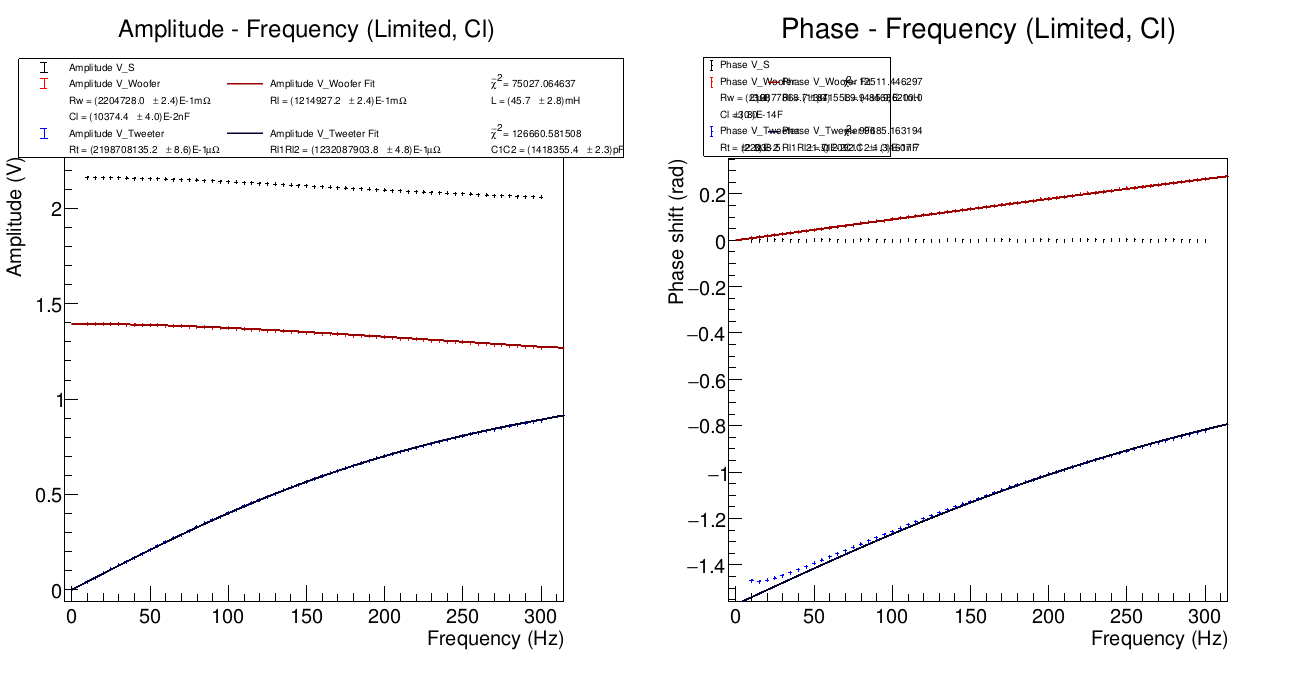 Amplitude - Frequency (Limited, Cl)
Amplitude V_S
Amplitude V_Woofer Amplitude V_Woofer Fit χ̄²= 75027.064637
Rw = (2204728.0 ± 2.4)E-1mΩ Rl = (1214927.2 ± 2.4)E-1mΩ L = (45.7 ± 2.8)mH
Cl = (10374.4 ± 4.0)E-2nF
Amplitude V_Tweeter Amplitude V_Tweeter Fit χ̄²= 126660.581508
Rt = (2198708135.2 ± 8.6)E-1μΩ Rl1Rl2 = (1232087903.8 ± 4.8)E-1μΩ C1C2 = (1418355.4 ± 2.3)pF
Amplitude (V)
2
1.5
1
0.5
0
0 50 100 150 200 250 300
Frequency (Hz)
Phase - Frequency (Limited, Cl)
Phase V_S
Phase V_Woofer Phase V_Woofer Fit
Phase V_Tweeter
Phase shift (rad)
0.2
0
−0.2
−0.4
−0.6
−0.8
−1
−1.2
−1.4
0 50 100 150 200 250 300
Frequency (Hz)